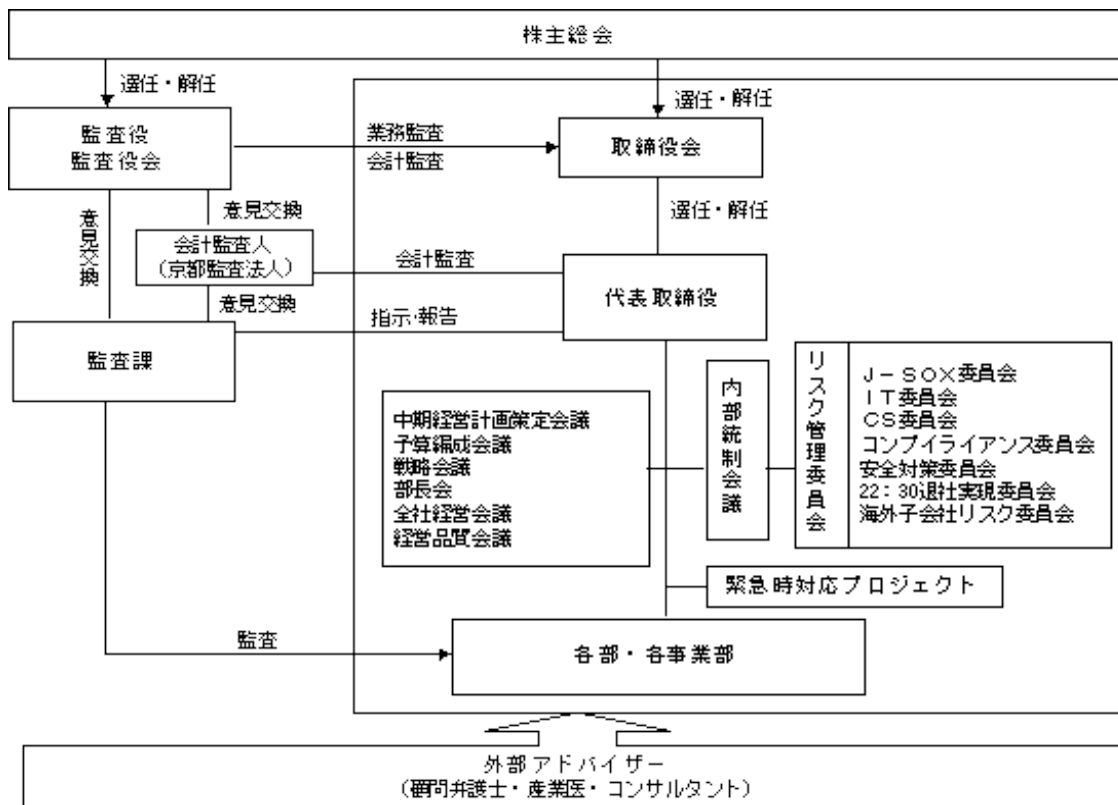 株主総会
選任・解任
選任・解任
監査役
監査役会
業務監査
会計監査
取締役会
意見交換
意見交換
選任・解任
会計監査人
（京都監査法人）
会計監査
代表取締役
意見交換
指示・報告
監査課
中期経営計画策定会議
予算編成会議
戦略会議
部長会
全社経営会議
経営品質会議
内部統制会議
リスク管理委員会
Ｊ－ＳＯＸ委員会
ＩＴ委員会
ＣＳ委員会
コンプイライアンス委員会
安全対策委員会
22：30退社実現委員会
海外子会社リスク委員会
緊急時対応プロジェクト
監査
各部・各事業部
外部アドバイザー
（顧問弁護士・産業医・コンサルタント）